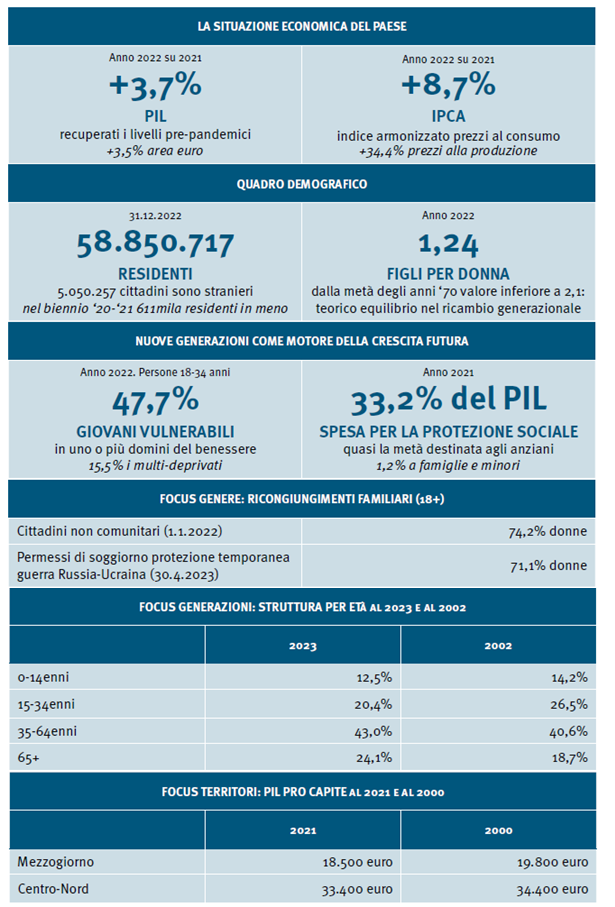 LA SITUAZIONE ECONOMICA DEL PAESE
Anno 2022 su 2021
+3,7%
PIL
recuperati i livelli pre-pandemici
+3,5% area euro
Anno 2022 su 2021
+8,7%
IPCA
indice armonizzato prezzi al consumo
+34,4% prezzi alla produzione
QUADRO DEMOGRAFICO
31.12.2022
58.850.717
RESIDENTI
5.050.257 cittadini sono stranieri
nel biennio ‘20-‘21 611mila residenti in meno
Anno 2022
1,24
FIGLI PER DONNA
dalla metà degli anni ‘70 valore inferiore a 2,1:
teorico equilibrio nel ricambio generazionale
NUOVE GENERAZIONI COME MOTORE DELLA CRESCITA FUTURA
Anno 2022. Persone 18-34 anni
47,7%
GIOVANI VULNERABILI
in uno o più domini del benessere
15,5% i multi-deprivati
Anno 2021
33,2% del PIL
SPESA PER LA PROTEZIONE SOCIALE
quasi la metà destinata agli anziani
1,2% a famiglie e minori
FOCUS GENERE: RICONGIUNGIMENTI FAMILIARI (18+)
Cittadini non comunitari (1.1.2022) 74,2% donne
Permessi di soggiorno protezione temporanea
guerra Russia-Ucraina (30.4.2023) 71,1% donne
FOCUS GENERAZIONI: STRUTTURA PER ETÀ AL 2023 E AL 2002
2023 2002
0-14enni 12,5% 14,2%
15-34enni 20,4% 26,5%
35-64enni 43,0% 40,6%
65+ 24,1% 18,7%
FOCUS TERRITORI: PIL PRO CAPITE AL 2021 E AL 2000
2021 2000
Mezzogiorno 18.500 euro 19.800 euro
Centro-Nord 33.400 euro 34.400 euro